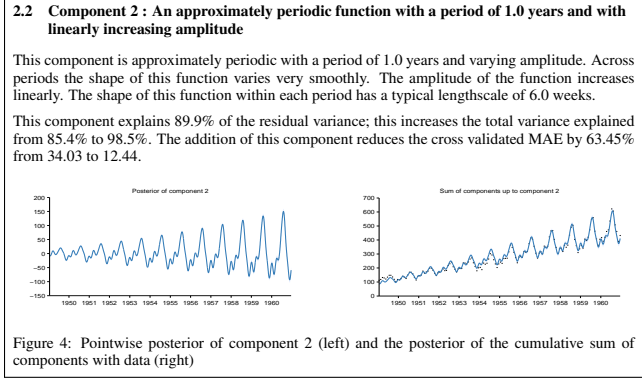 2.2 Component 2 : An approximately periodic function with a period of 1.0 years and with
linearly increasing amplitude
This component is approximately periodic with a period of 1.0 years and varying amplitude. Across
periods the shape of this function varies very smoothly. The amplitude of the function increases
linearly. The shape of this function within each period has a typical lengthscale of 6.0 weeks.
This component explains 89.9% of the residual variance; this increases the total variance explained
from 85.4% to 98.5%. The addition of this component reduces the cross validated MAE by 63.45%
from 34.03 to 12.44.
Posterior of component 2
200
150
100
50
0
−50
−100
−150
1950 1951 1952 1953 1954 1955 1956 1957 1958 1959 1960
Sum of components up to component 2
700
600
500
400
300
200
100
0
1950 1951 1952 1953 1954 1955 1956 1957 1958 1959 1960
Figure 4: Pointwise posterior of component 2 (left) and the posterior of the cumulative sum of
components with data (right)